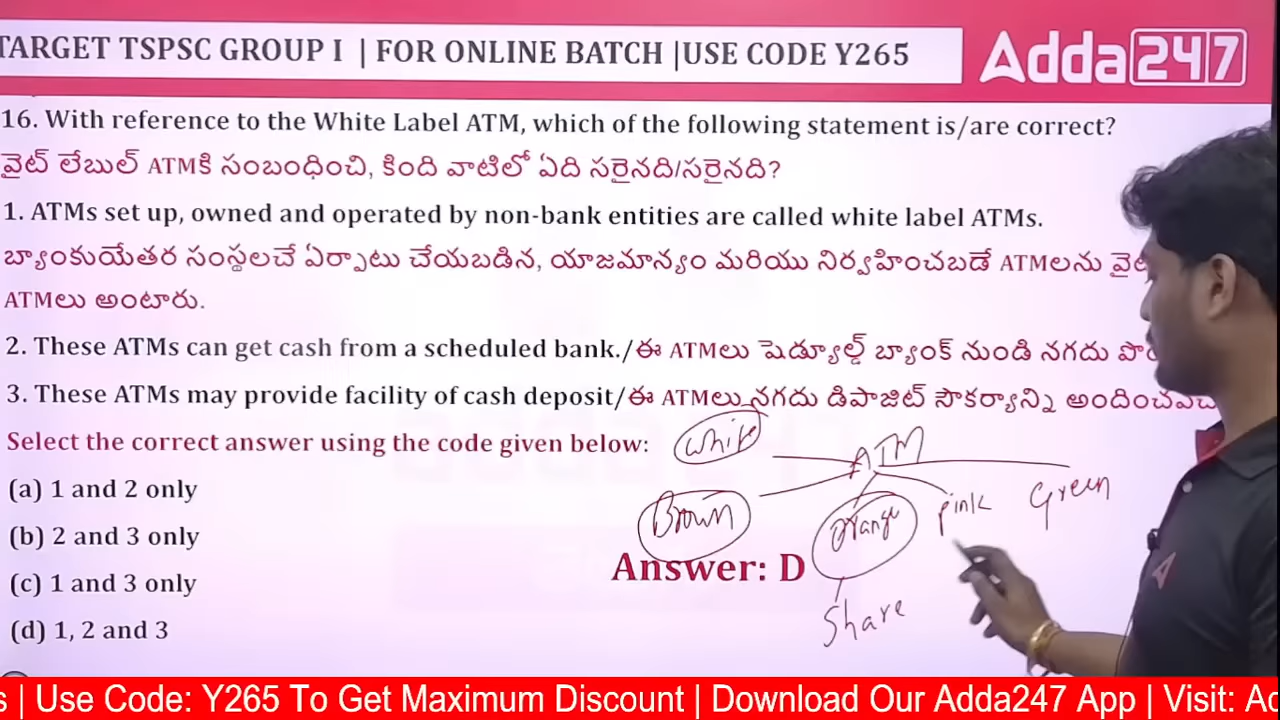 TARGET TSPSC GROUP I | FOR ONLINE BATCH |USE CODE Y265
Adda247
16. With reference to the White Label ATM, which of the following statement is/are correct?
వైట్ లేబుల్ ATMకి సంబంధించి, కింది వాటిలో ఏది సరైనది/సరైనది?
1. ATMs set up, owned and operated by non-bank entities are called white label ATMs.
బ్యాంకుయేతర సంస్థలచే ఏర్పాటు చేయబడిన, యాజమాన్యం మరియు నిర్వహించబడే ATMలను
ATMలు అంటారు.
2. These ATMs can get cash from a scheduled bank./ఈ ATMలు షెడ్యూల్డ్ బ్యాంక్ నుండి నగదు
3. These ATMs may provide facility of cash deposit/ఈ ATMలు నగదు డిపాజిట్ సౌకర్యాన్ని
Select the correct answer using the code given below:
White
ATM
(a) 1 and 2 only
Brown
Orange
Pink
Green
(b) 2 and 3 only
Answer: D
(c) 1 and 3 only
Share
(d) 1, 2 and 3
s | Use Code: Y265 To Get Maximum Discount | Download Our Adda247 App | Visit: Ad